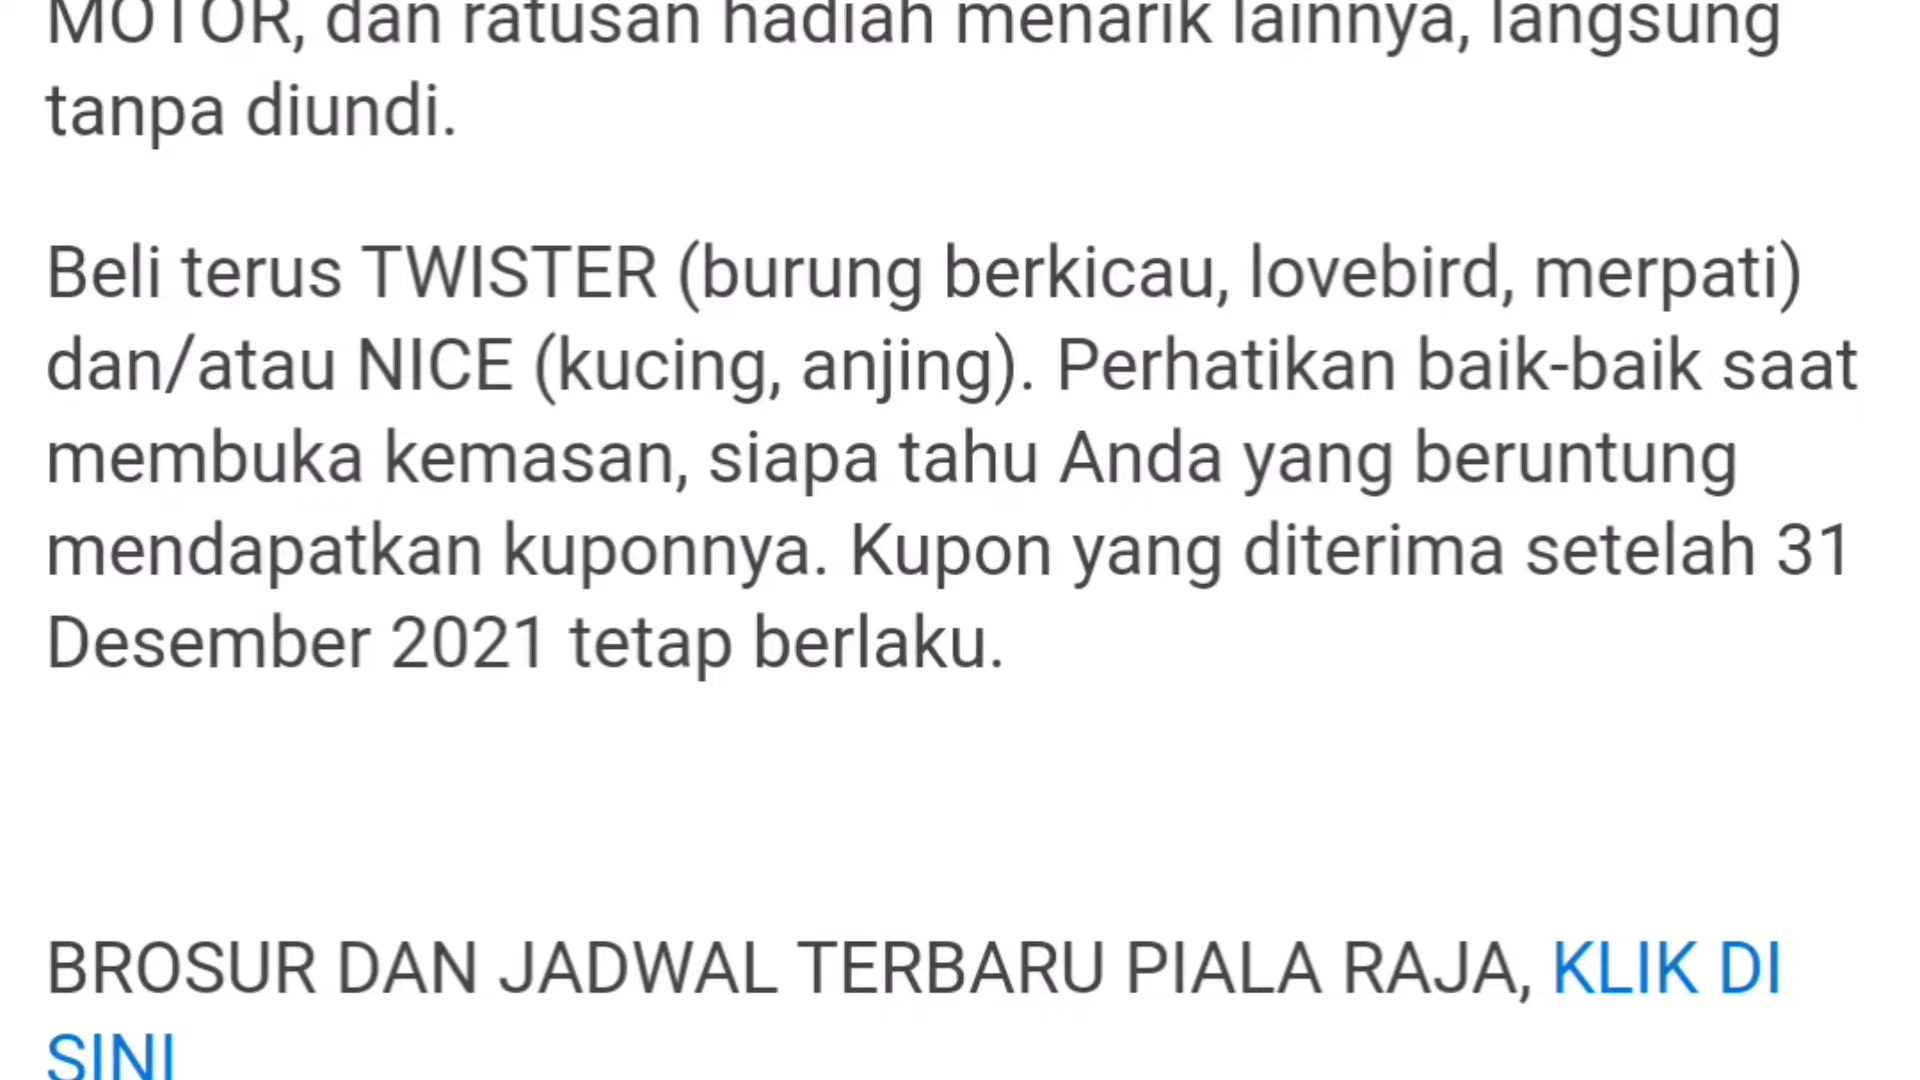 MOTOR, dan ratusan hadiah menarik lainnya, langsung
tanpa diundi.
Beli terus TWISTER (burung berkicau, lovebird, merpati)
dan/atau NICE (kucing, anjing). Perhatikan baik-baik saat
membuka kemasan, siapa tahu Anda yang beruntung
mendapatkan kuponnya. Kupon yang diterima setelah 31
Desember 2021 tetap berlaku.
BROSUR DAN JADWAL TERBARU PIALA RAJA, KLIK DI
SINI